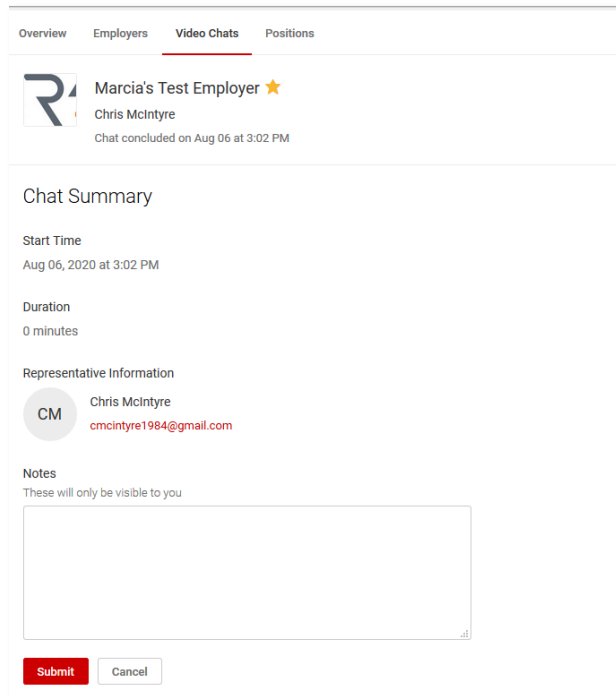 Overview Employers Video Chats Positions
Marcia's Test Employer
Chris McIntyre
Chat concluded on Aug 06 at 3:02 PM
Chat Summary
Start Time
Aug 06, 2020 at 3:02 PM
Duration
0 minutes
Representative Information
CM
Chris McIntyre
cmcintyre1984@gmail.com
Notes
These will only be visible to you
Submit Cancel